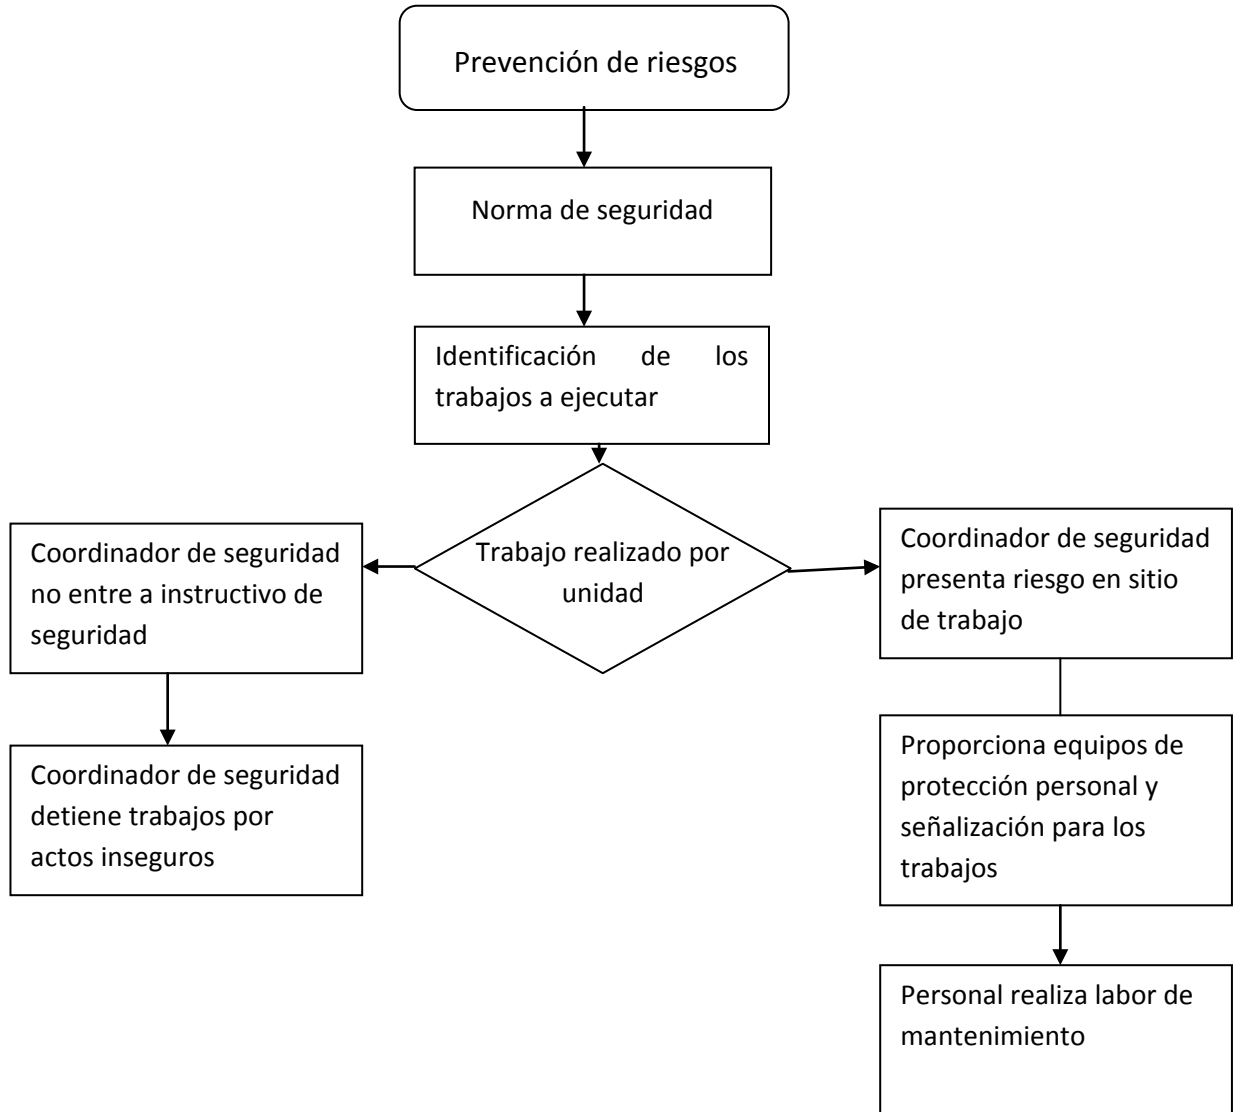 Prevención de riesgos
Norma de seguridad
Identificación de los
trabajos a ejecutar
Trabajo realizado por
unidad
Coordinador de seguridad
no entre a instructivo de
seguridad
Coordinador de seguridad
detiene trabajos por
actos inseguros
Coordinador de seguridad
presenta riesgo en sitio
de trabajo
Proporciona equipos de
protección personal y
señalización para los
trabajos
Personal realiza labor de
mantenimiento